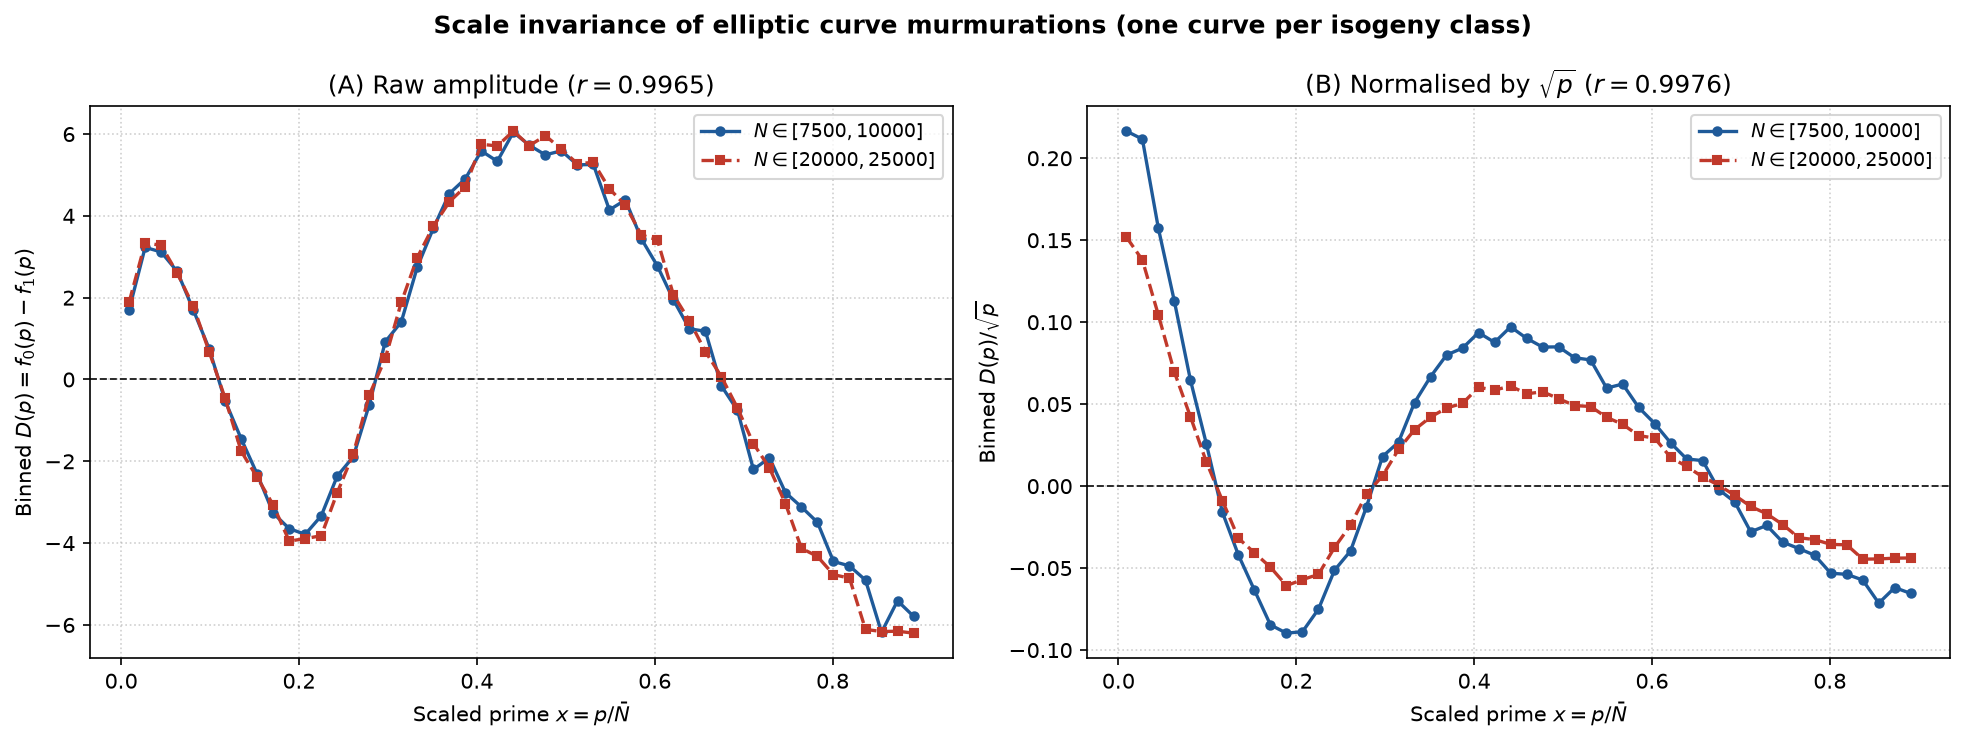 Scale invariance of elliptic curve murmurations (one curve per isogeny class)
(A) Raw amplitude (r = 0.9965)
N ∈ [7500, 10000]
N ∈ [20000, 25000]
Binned D(p) = f₀(p) − f₁(p)
6
4
2
0
−2
−4
−6
0.0 0.2 0.4 0.6 0.8
Scaled prime x = p/N̄
(B) Normalised by √p (r = 0.9976)
N ∈ [7500, 10000]
N ∈ [20000, 25000]
Binned D(p)/√p
0.20
0.15
0.10
0.05
0.00
−0.05
−0.10
0.0 0.2 0.4 0.6 0.8
Scaled prime x = p/N̄